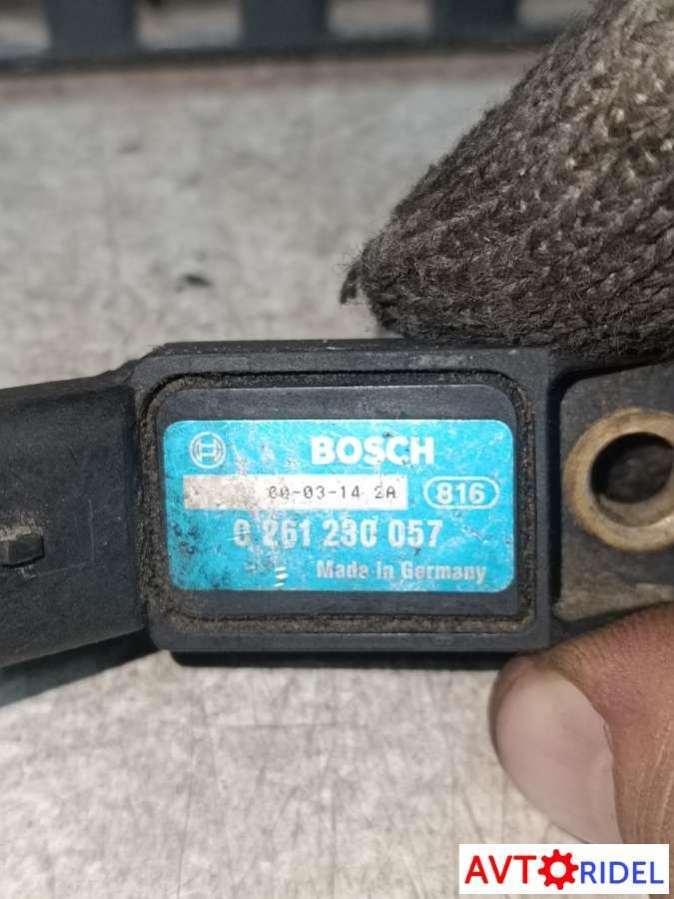 BOSCH
00-03-14 2A 816
0 261 230 057
Made in Germany
AVTORIDEL